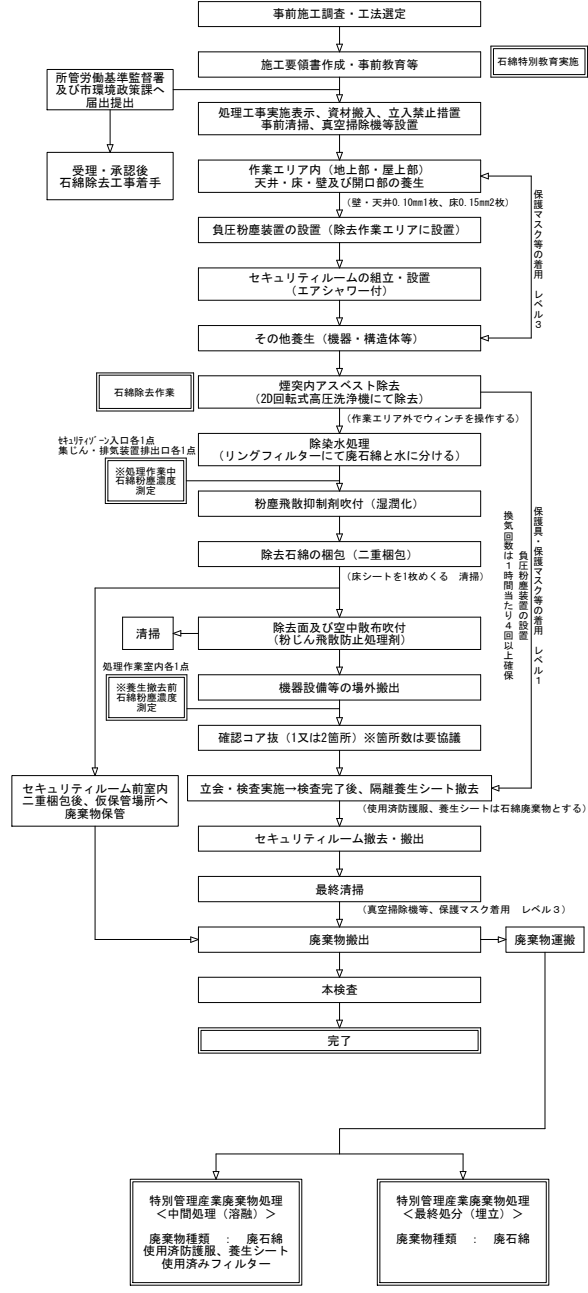 事前施工調査・工法選定
施工要領書作成・事前教育等
石綿特別教育実施
所管労働基準監督署
及び市環境政策課へ
届出提出
処理工事実施表示、資材搬入、立入禁止措置
事前清掃、真空掃除機等設置
受理・承認後
石綿除去工事着手
作業エリア内（地上部・屋上部）
天井・床・壁及び開口部の養生
（壁・天井0.10mm1枚、床0.15mm2枚）
保護マスク等の着用　レベル3
負圧粉塵装置の設置（除去作業エリアに設置）
セキュリティルームの組立・設置
（エアシャワー付）
その他養生（機器・構造体等）
石綿除去作業
煙突内アスベスト除去
（2D回転式高圧洗浄機にて除去）
（作業エリア外でウィンチを操作する）
保護具・保護マスク等の着用　レベル1
負圧粉塵装置の設置
換気回数は1時間当たり4回以上確保
ｾｷｭﾘﾃｨｿﾞｰﾝ入口各1点
集じん・排気装置排出口各1点
除染水処理
（リングフィルターにて廃石綿と水に分ける）
※処理作業中
石綿粉塵濃度
測定
粉塵飛散抑制剤吹付（湿潤化）
除去石綿の梱包（二重梱包）
（床シートを1枚めくる　清掃）
清掃
除去面及び空中散布吹付
（粉じん飛散防止処理剤）
処理作業室内各1点
※養生撤去前
石綿粉塵濃度
測定
機器設備等の場外搬出
確認コア抜（1又は2箇所）※箇所数は要協議
セキュリティルーム前室内
二重梱包後、仮保管場所へ
廃棄物保管
立会・検査実施→検査完了後、隔離養生シート撤去
（使用済防護服、養生シートは石綿廃棄物とする）
セキュリティルーム撤去・搬出
最終清掃
（真空掃除機等、保護マスク着用　レベル３）
廃棄物搬出
廃棄物運搬
本検査
完了
特別管理産業廃棄物処理
＜中間処理（溶融）＞
廃棄物種類　：　廃石綿
使用済防護服、養生シート
使用済みフィルター
特別管理産業廃棄物処理
＜最終処分（埋立）＞
廃棄物種類　：　廃石綿